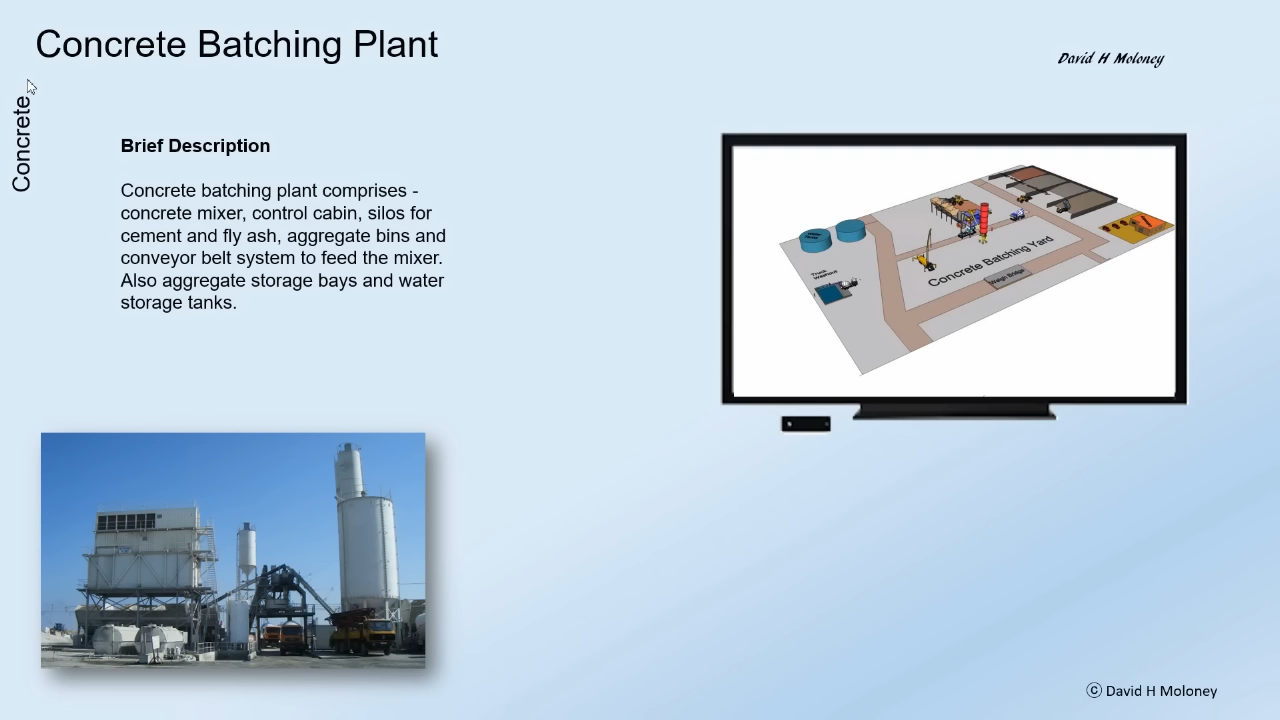 Concrete Batching Plant
David H Moloney
Concrete
Brief Description
Concrete batching plant comprises -
concrete mixer, control cabin, silos for
cement and fly ash, aggregate bins and
conveyor belt system to feed the mixer.
Also aggregate storage bays and water
storage tanks.
Truck
Washout
Concrete Batching Yard
Weigh Bridge
© David H Moloney